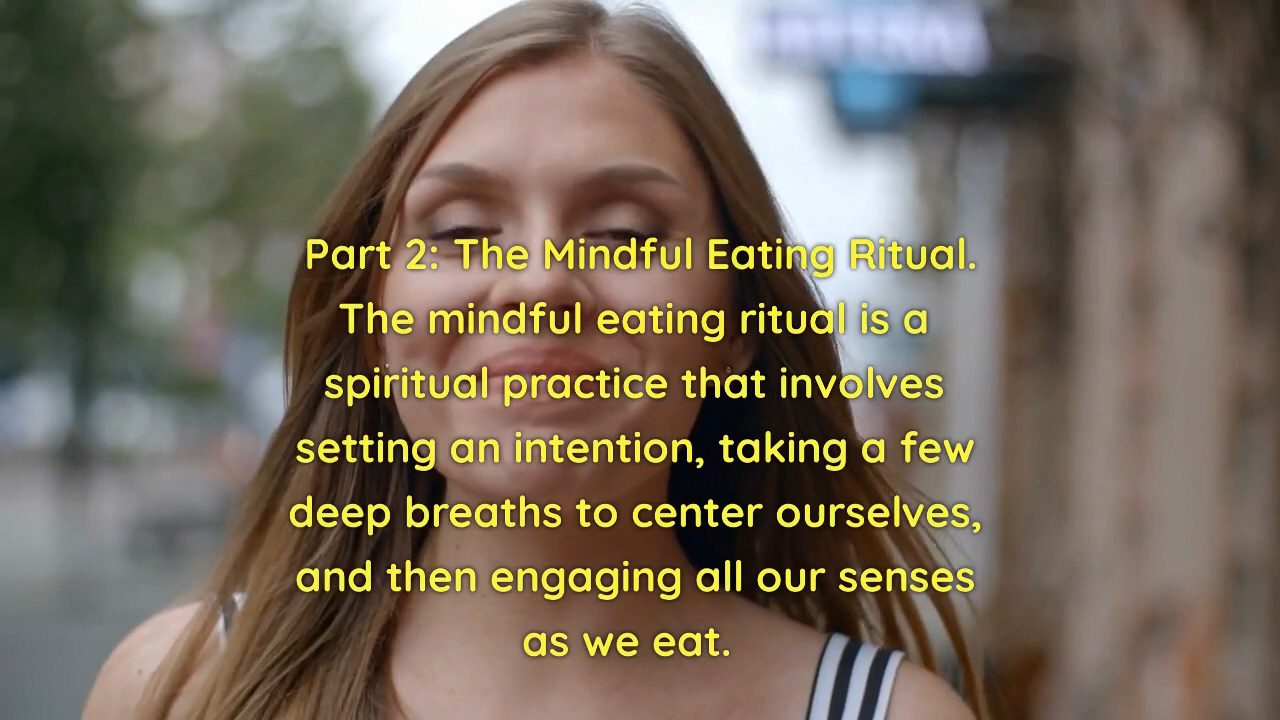 Part 2: The Mindful Eating Ritual.
The mindful eating ritual is a
spiritual practice that involves
setting an intention, taking a few
deep breaths to center ourselves,
and then engaging all our senses
as we eat.